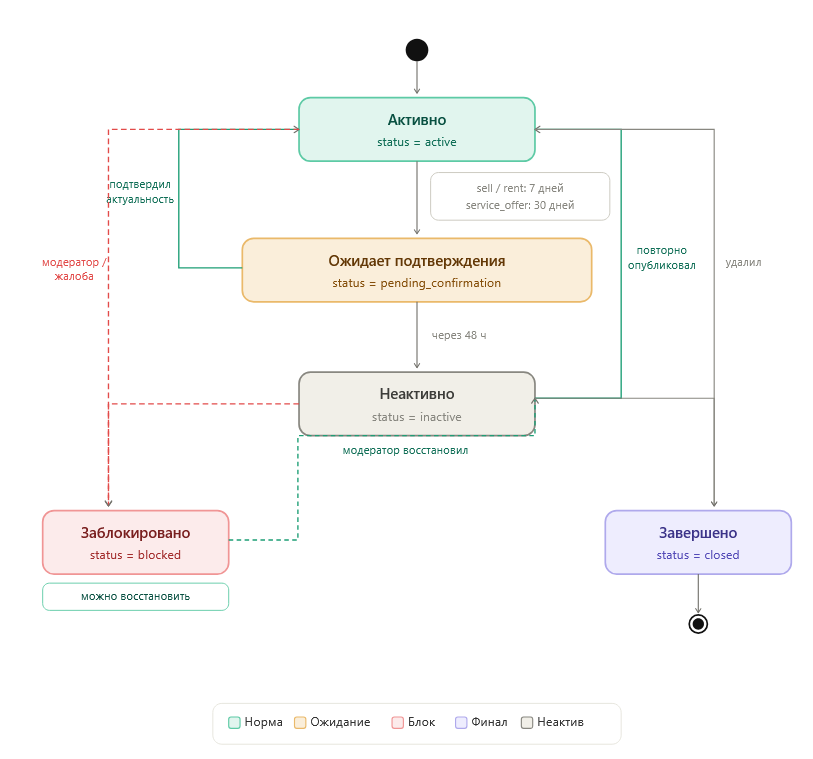 Активно
status = active
sell / rent: 7 дней
service_offer: 30 дней
подтвердил
актуальность
Ожидает подтверждения
status = pending_confirmation
модератор /
жалоба
повторно
опубликовал
удалил
через 48 ч
Неактивно
status = inactive
модератор восстановил
Заблокировано
status = blocked
можно восстановить
Завершено
status = closed
Норма
Ожидание
Блок
Финал
Неактив